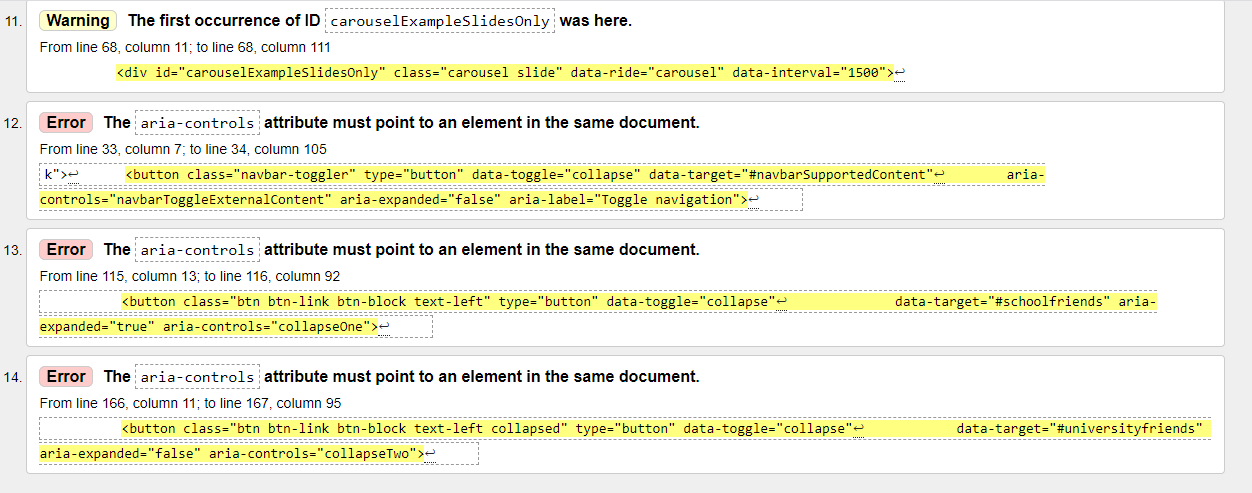 11. Warning The first occurrence of ID carouselExampleSlidesOnly was here.
From line 68, column 11; to line 68, column 111
<div id="carouselExampleSlidesOnly" class="carousel slide" data-ride="carousel" data-interval="1500">↩
12. Error The aria-controls attribute must point to an element in the same document.
From line 33, column 7; to line 34, column 105
k">↩ <button class="navbar-toggler" type="button" data-toggle="collapse" data-target="#navbarSupportedContent"↩ aria-
controls="navbarToggleExternalContent" aria-expanded="false" aria-label="Toggle navigation">↩
13. Error The aria-controls attribute must point to an element in the same document.
From line 115, column 13; to line 116, column 92
<button class="btn btn-link btn-block text-left" type="button" data-toggle="collapse"↩ data-target="#schoolfriends" aria-
expanded="true" aria-controls="collapseOne">↩
14. Error The aria-controls attribute must point to an element in the same document.
From line 166, column 11; to line 167, column 95
<button class="btn btn-link btn-block text-left collapsed" type="button" data-toggle="collapse"↩ data-target="#universityfriends"
aria-expanded="false" aria-controls="collapseTwo">↩